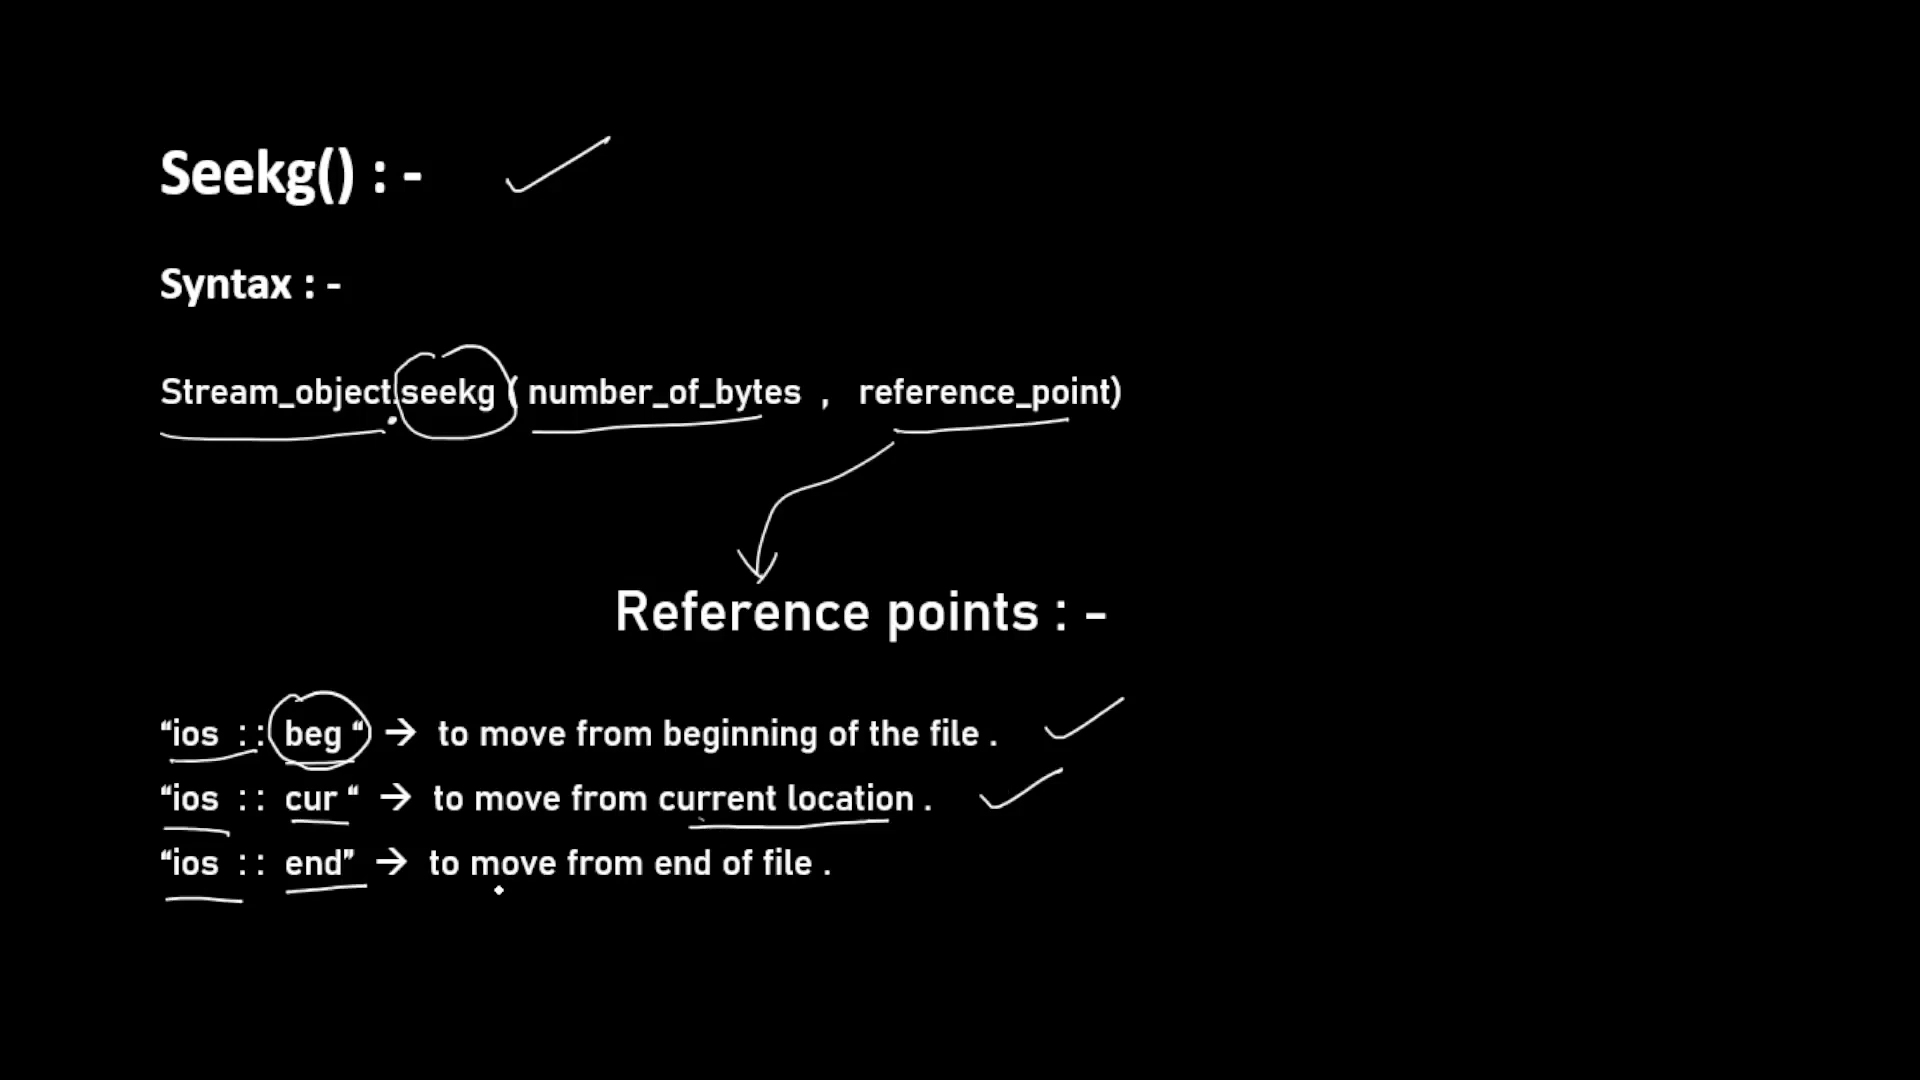 Seekg() : -
Syntax : -
Stream_object.seekg ( number_of_bytes , reference_point)
Reference points : -
“ios : : beg “ → to move from beginning of the file .
“ios : : cur “ → to move from current location .
“ios : : end” → to move from end of file .